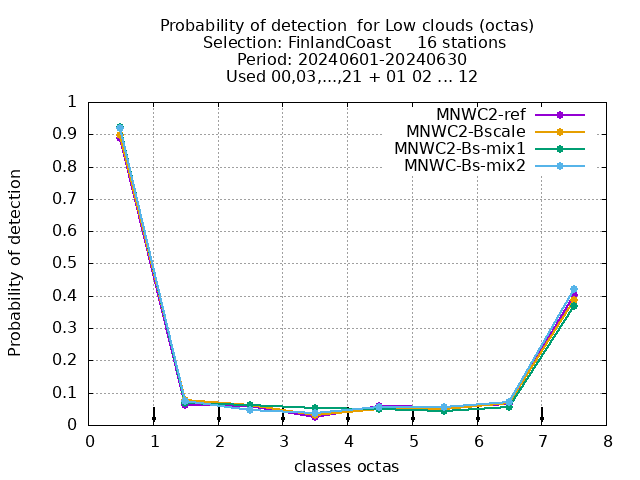 Probability of detection  for Low clouds (octas)
Selection: FinlandCoast     16 stations
Period: 20240601-20240630
Used 00,03,...,21 + 01 02 ... 12
MNWC2-ref
MNWC2-Bscale
MNWC2-Bs-mix1
MNWC-Bs-mix2
Probability of detection
1
0.9
0.8
0.7
0.6
0.5
0.4
0.3
0.2
0.1
0
0 1 2 3 4 5 6 7 8
classes octas